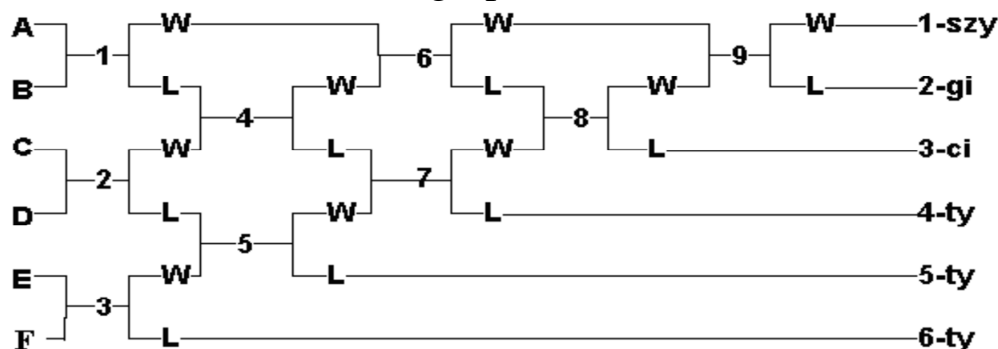 A W W W 1-szy
1 6 9
B L W L W L 2-gi
4 8
C W L W L 3-ci
2 7
D L W L 4-ty
5
E W L 5-ty
3
F L 6-ty